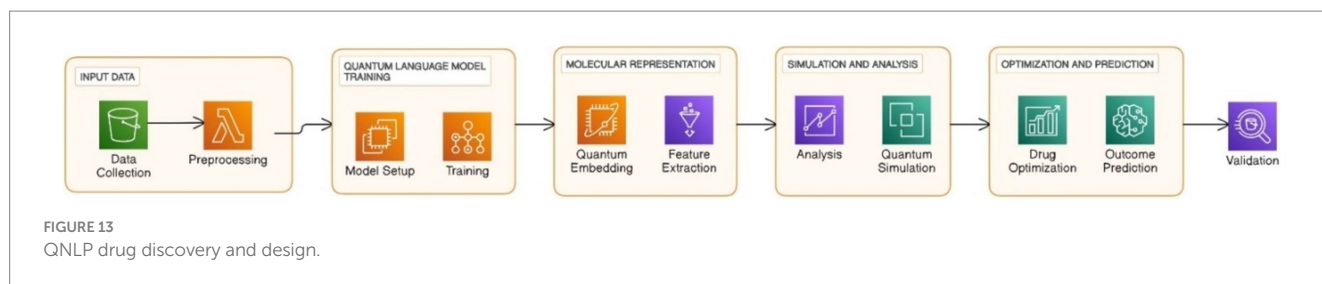 INPUT DATA
Data
Collection
Preprocessing
QUANTUM LANGUAGE MODEL
TRAINING
Model Setup
Training
MOLECULAR REPRESENTATION
Quantum
Embedding
Feature
Extraction
SIMULATION AND ANALYSIS
Analysis
Quantum
Simulation
OPTIMIZATION AND PREDICTION
Drug
Optimization
Outcome
Prediction
Validation
FIGURE 13
QNLP drug discovery and design.